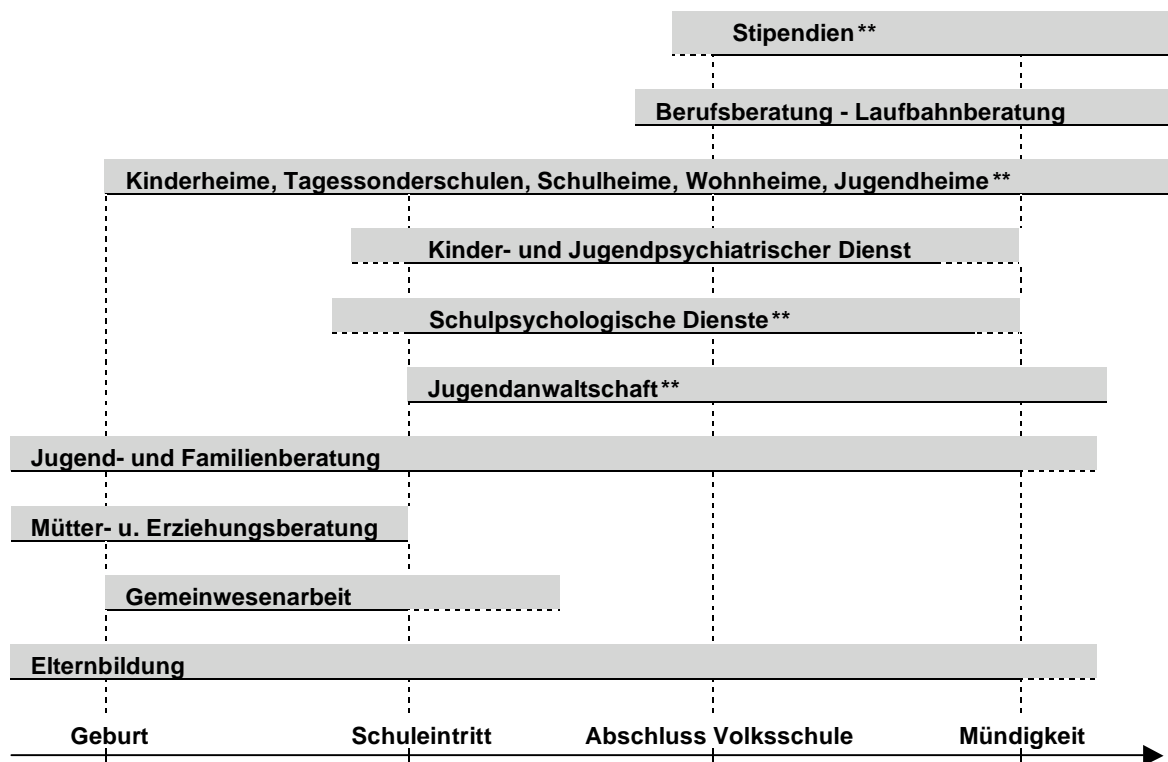 Stipendien**
Berufsberatung - Laufbahnberatung
Kinderheime, Tagessonderschulen, Schulheime, Wohnheime, Jugendheime**
Kinder- und Jugendpsychiatrischer Dienst
Schulpsychologische Dienste**
Jugendanwaltschaft**
Jugend- und Familienberatung
Mütter- u. Erziehungsberatung
Gemeinwesenarbeit
Elternbildung
Geburt Schuleintritt Abschluss Volksschule Mündigkeit